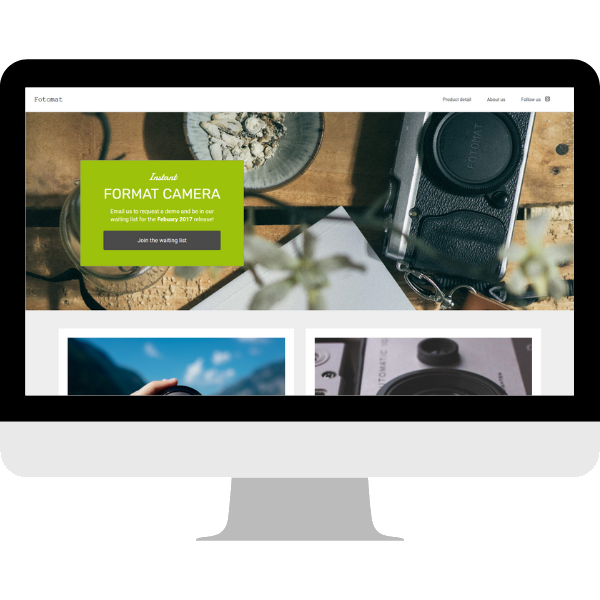 Fotomat
Product detail About us Follow us
FOTOMAT
Instant
FORMAT CAMERA
Email us to request a demo and be in our
waiting list for the Febuary 2017 release!
Join the waiting list